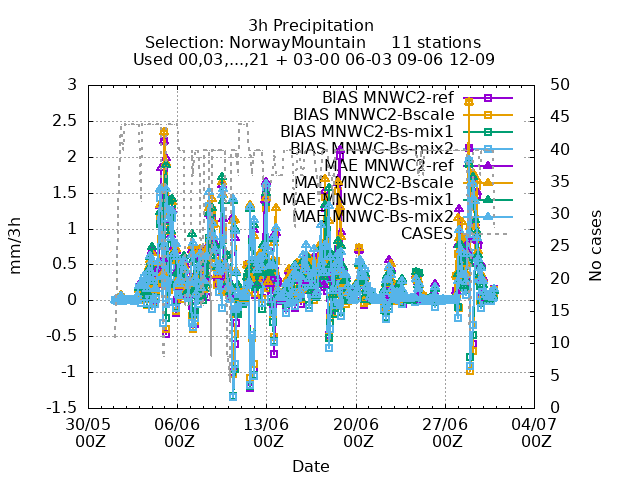 3h Precipitation
Selection: NorwayMountain 11 stations
Used 00,03,...,21 + 03-00 06-03 09-06 12-09
BIAS MNWC2-ref
BIAS MNWC2-Bscale
BIAS MNWC2-Bs-mix1
BIAS MNWC-Bs-mix2
MAE MNWC2-ref
MAE MNWC2-Bscale
MAE MNWC2-Bs-mix1
MAE MNWC-Bs-mix2
CASES
3
2.5
2
1.5
1
0.5
0
-0.5
-1
-1.5
mm/3h
50
45
40
35
30
25
20
15
10
5
0
No cases
30/05 06/06 13/06 20/06 27/06 04/07
00Z 00Z 00Z 00Z 00Z 00Z
Date